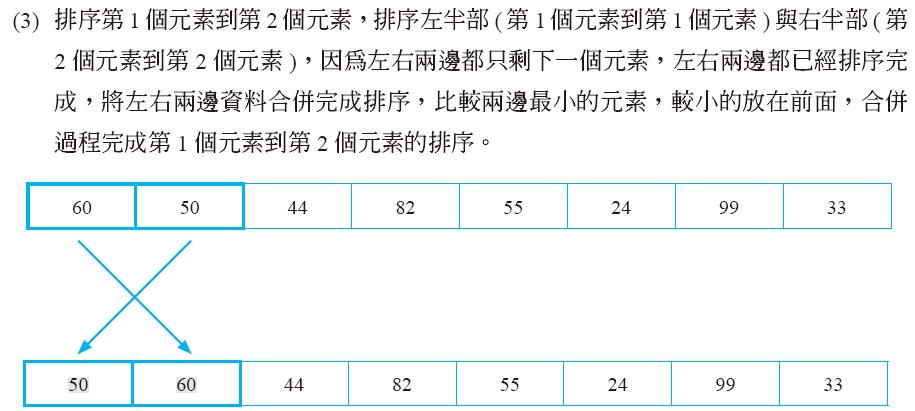 (3) 排序第 1 個元素到第 2 個元素，排序左半部 ( 第 1 個元素到第 1 個元素 ) 與右半部 ( 第
2 個元素到第 2 個元素 )，因為左右兩邊都只剩下一個元素，左右兩邊都已經排序完
成，將左右兩邊資料合併完成排序，比較兩邊最小的元素，較小的放在前面，合併
過程完成第 1 個元素到第 2 個元素的排序。
60 50 44 82 55 24 99 33
50 60 44 82 55 24 99 33